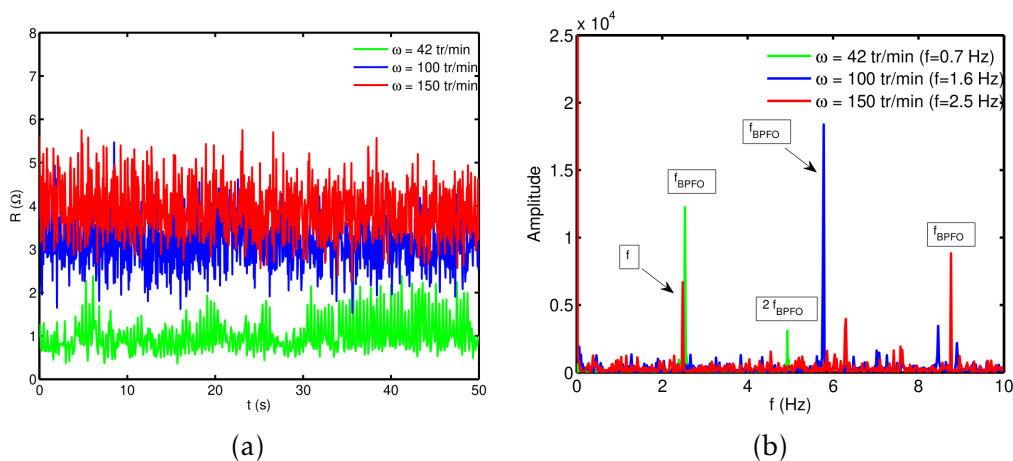 8
7
6
5
4
3
2
1
0
R (Ω)
0 10 20 30 40 50
t (s)
ω = 42 tr/min
ω = 100 tr/min
ω = 150 tr/min
(a)
x 10⁴
2.5
2
1.5
1
0.5
0
Amplitude
0 2 4 6 8 10
f (Hz)
ω = 42 tr/min (f=0.7 Hz)
ω = 100 tr/min (f=1.6 Hz)
ω = 150 tr/min (f=2.5 Hz)
f_BPFO
f_BPFO
f
f_BPFO
2 f_BPFO
(b)